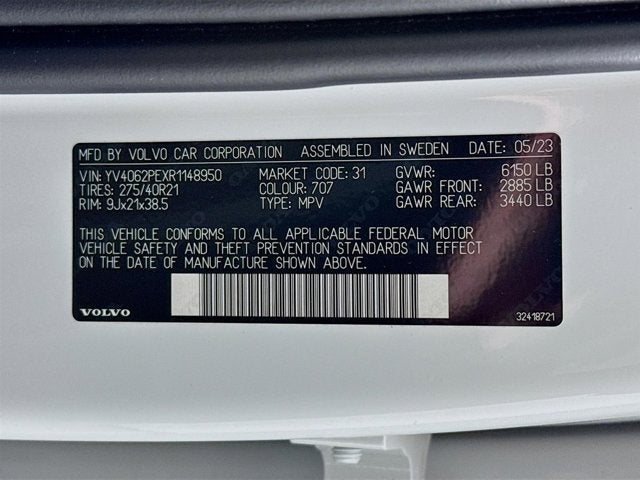 MFD BY VOLVO CAR CORPORATION ASSEMBLED IN SWEDEN DATE: 05/23
VIN: YV4062PEXR1148950 MARKET CODE: 31 GVWR: 6150 LB
TIRES: 275/40R21 COLOUR: 707 GAWR FRONT: 2885 LB
RIM: 9Jx21x38.5 TYPE: MPV GAWR REAR: 3440 LB
THIS VEHICLE CONFORMS TO ALL APPLICABLE FEDERAL MOTOR
VEHICLE SAFETY AND THEFT PREVENTION STANDARDS IN EFFECT
ON THE DATE OF MANUFACTURE SHOWN ABOVE.
VOLVO 32418721